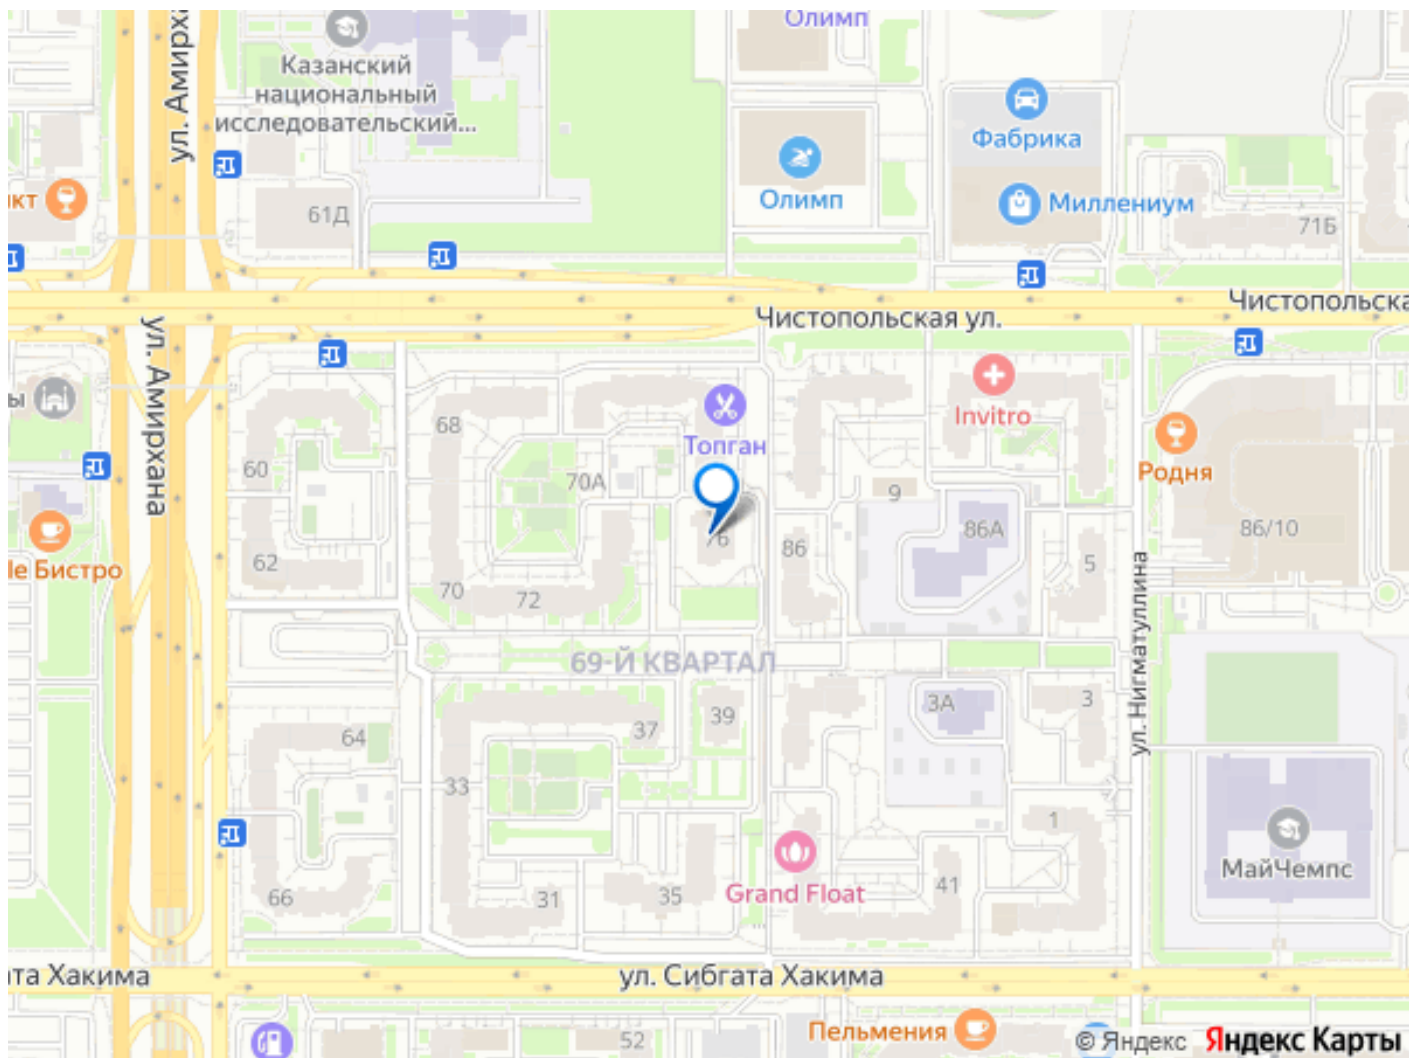 Олимп
ул. Амирха
Казанский
национальный
исследовательский...
Фабрика
Олимп
Миллениум
кт
61Д
71Б
Чистопольска
Чистопольская ул.
ул. Амирхана
ы
Invitro
68
Топган
Родня
60
70А
9
76
86
86А
86/10
62
5
le Бистро
70
72
69-Й КВАРТАЛ
ул. Нигматуллина
3А
3
39
37
64
33
1
МайЧемпс
Grand Float
41
66
31
35
та Хакима
ул. Сибгата Хакима
52
Пельмения
© Яндекс Яндекс Карты